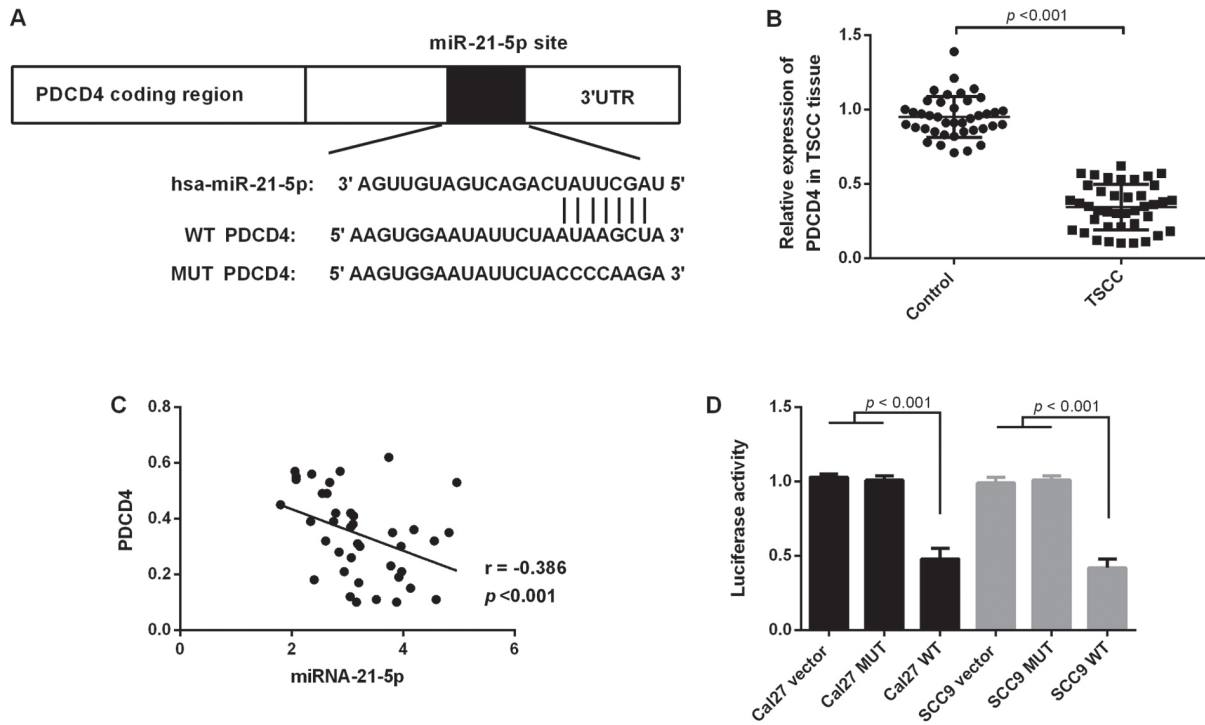 A
miR-21-5p site
PDCD4 coding region
3'UTR
hsa-miR-21-5p: 3' AGUUGUAGUCAGACUAUUCGAU 5'
WT PDCD4: 5' AAGUGGAAUAUUCUAAUAAGCUA 3'
MUT PDCD4: 5' AAGUGGAAUAUUCUACCCCAAGA 3'
B
p <0.001
Relative expression of
PDCD4 in TSCC tissue
1.5
1.0
0.5
0.0
Control
TSCC
C
PDCD4
0.8
0.6
0.4
0.2
0.0
r = -0.386
p <0.001
0
2
4
6
miRNA-21-5p
D
p < 0.001
p < 0.001
Luciferase activity
1.5
1.0
0.5
0.0
Cal27 vector
Cal27 MUT
Cal27 WT
SCC9 vector
SCC9 MUT
SCC9 WT